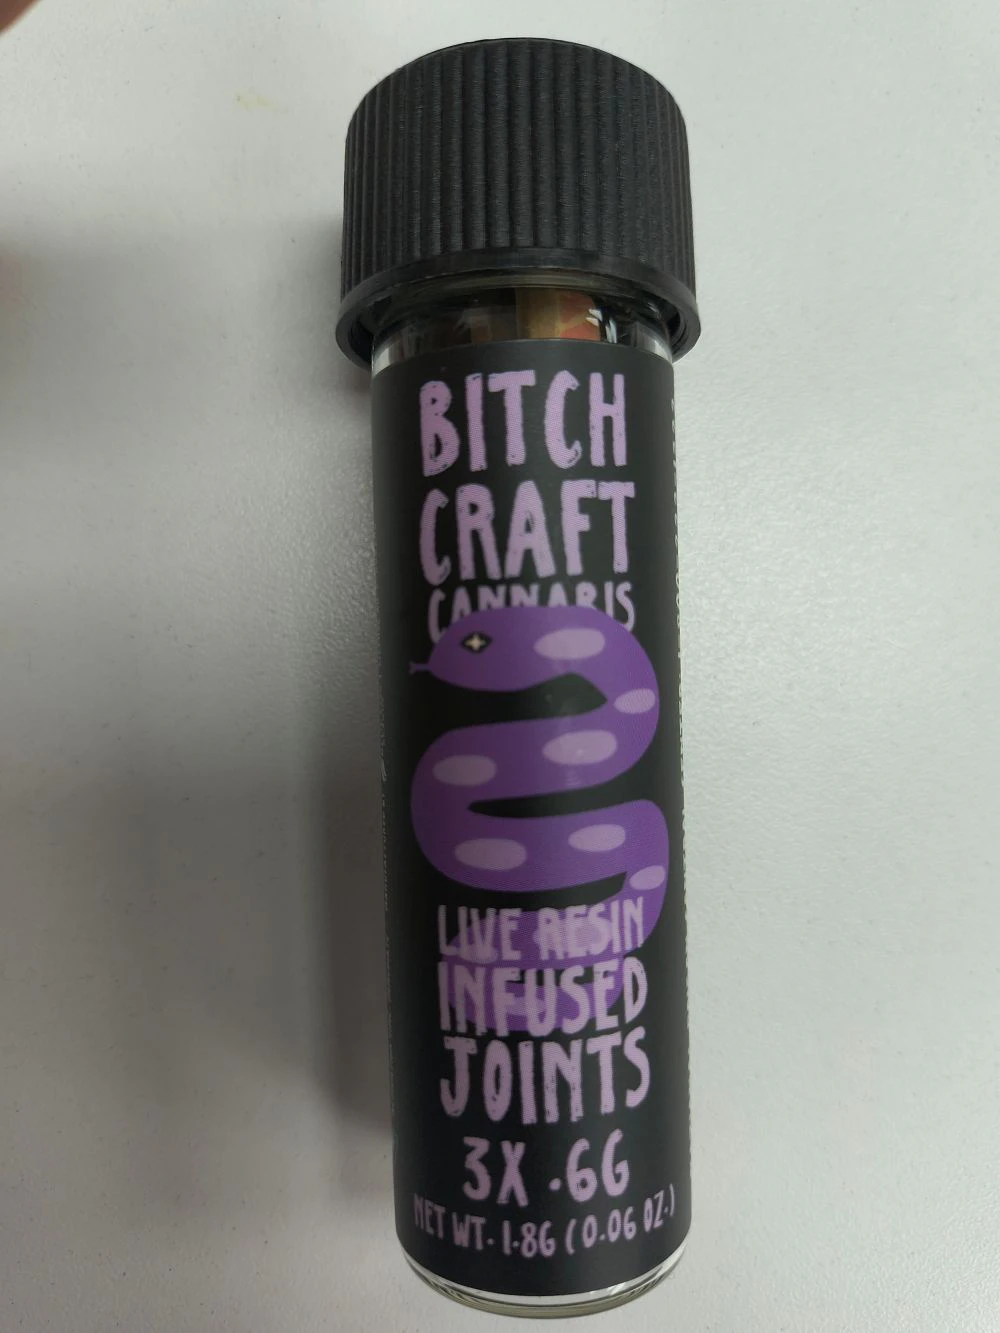 BITCH
CRAFT
CANNABIS
LIVE RESIN
INFUSED
JOINTS
3X .6G
NET WT. 1.8G (0.06 OZ.)